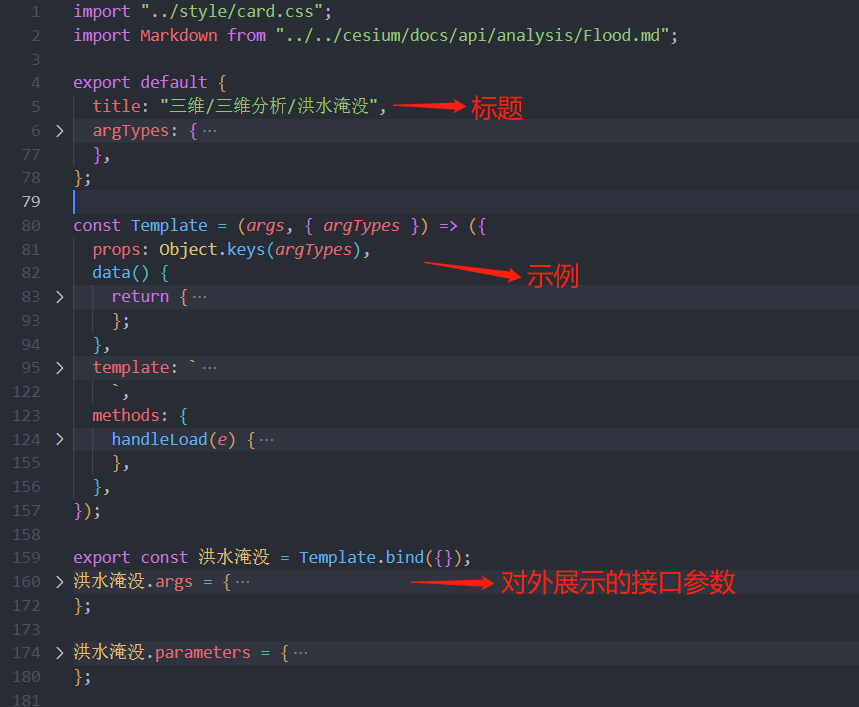 1 import "../style/card.css";
2 import Markdown from "../../cesium/docs/api/analysis/Flood.md";
3
4 export default {
5 title: "三维/三维分析/洪水淹没", 标题
6 > argTypes: { ···
77 },
78 };
79
80 const Template = (args, { argTypes }) => ({
81 props: Object.keys(argTypes),
82 data() { 示例
83 > return { ···
93 };
94 },
95 > template: ` ···
122 `,
123 methods: {
124 > handleLoad(e) { ···
155 },
156 },
157 });
158
159 export const 洪水淹没 = Template.bind({});
160 > 洪水淹没.args = { ··· 对外展示的接口参数
172 };
173
174 > 洪水淹没.parameters = { ···
180 };
181